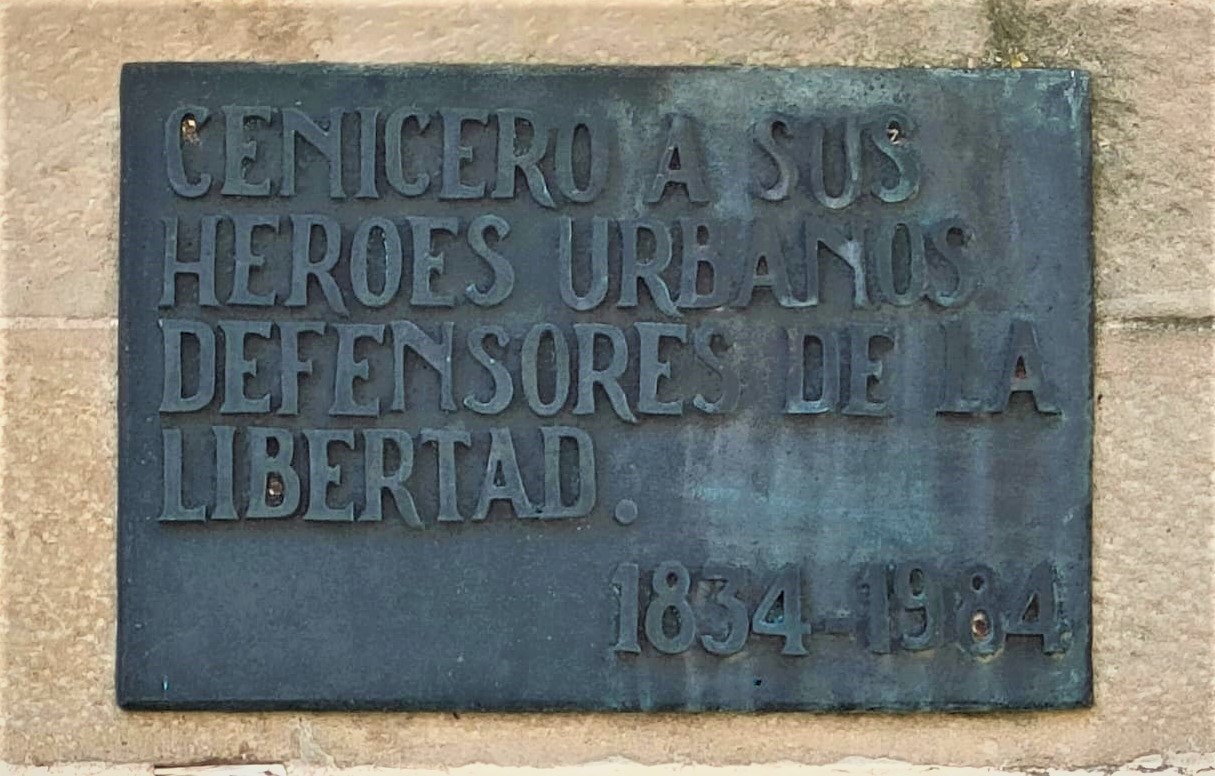 CENICERO A SUS
HEROES URBANOS
DEFENSORES DE LA
LIBERTAD.
1834-1984